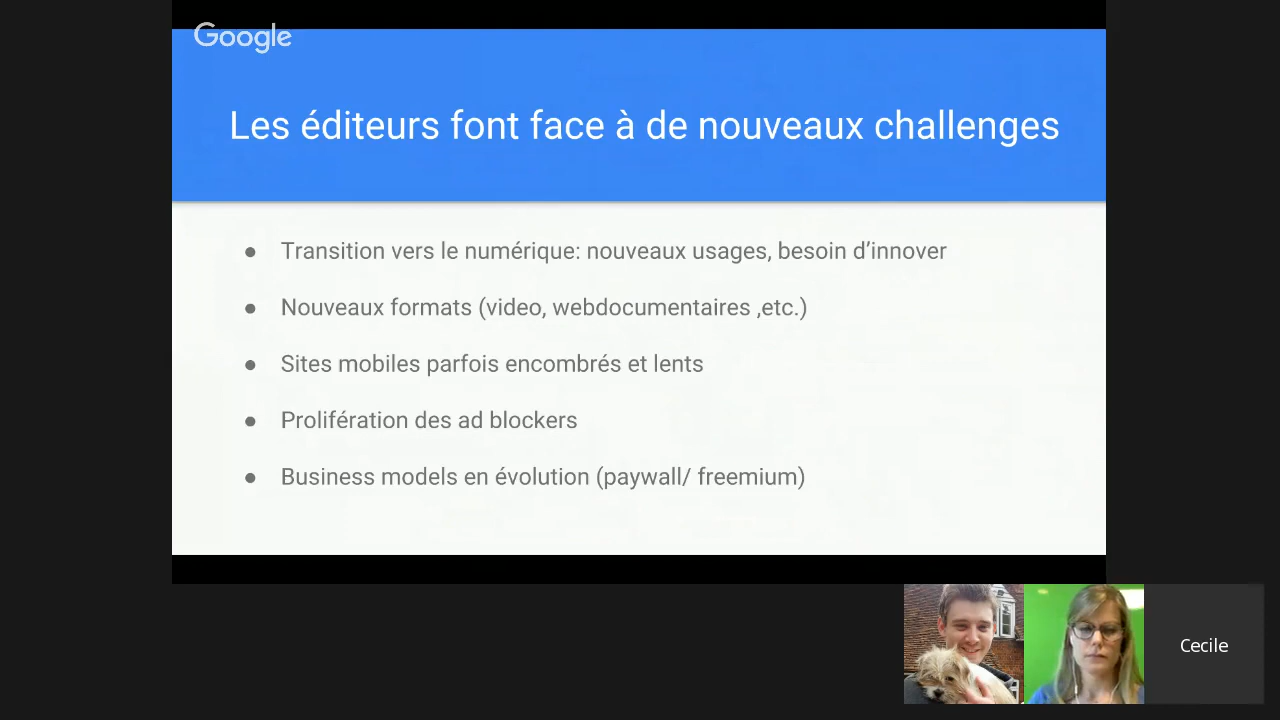 Google
Les éditeurs font face à de nouveaux challenges
● Transition vers le numérique: nouveaux usages, besoin d’innover
● Nouveaux formats (video, webdocumentaires ,etc.)
● Sites mobiles parfois encombrés et lents
● Prolifération des ad blockers
● Business models en évolution (paywall/ freemium)
Cecile